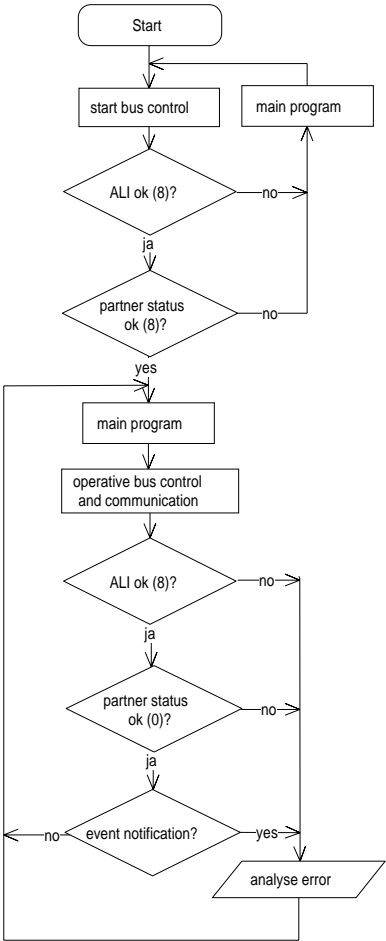 Start
start bus control
main program
ALI ok (8)?
no
ja
partner status
ok (8)?
no
yes
main program
operative bus control
and communication
ALI ok (8)?
no
ja
partner status
ok (0)?
no
ja
no
event notification?
yes
analyse error